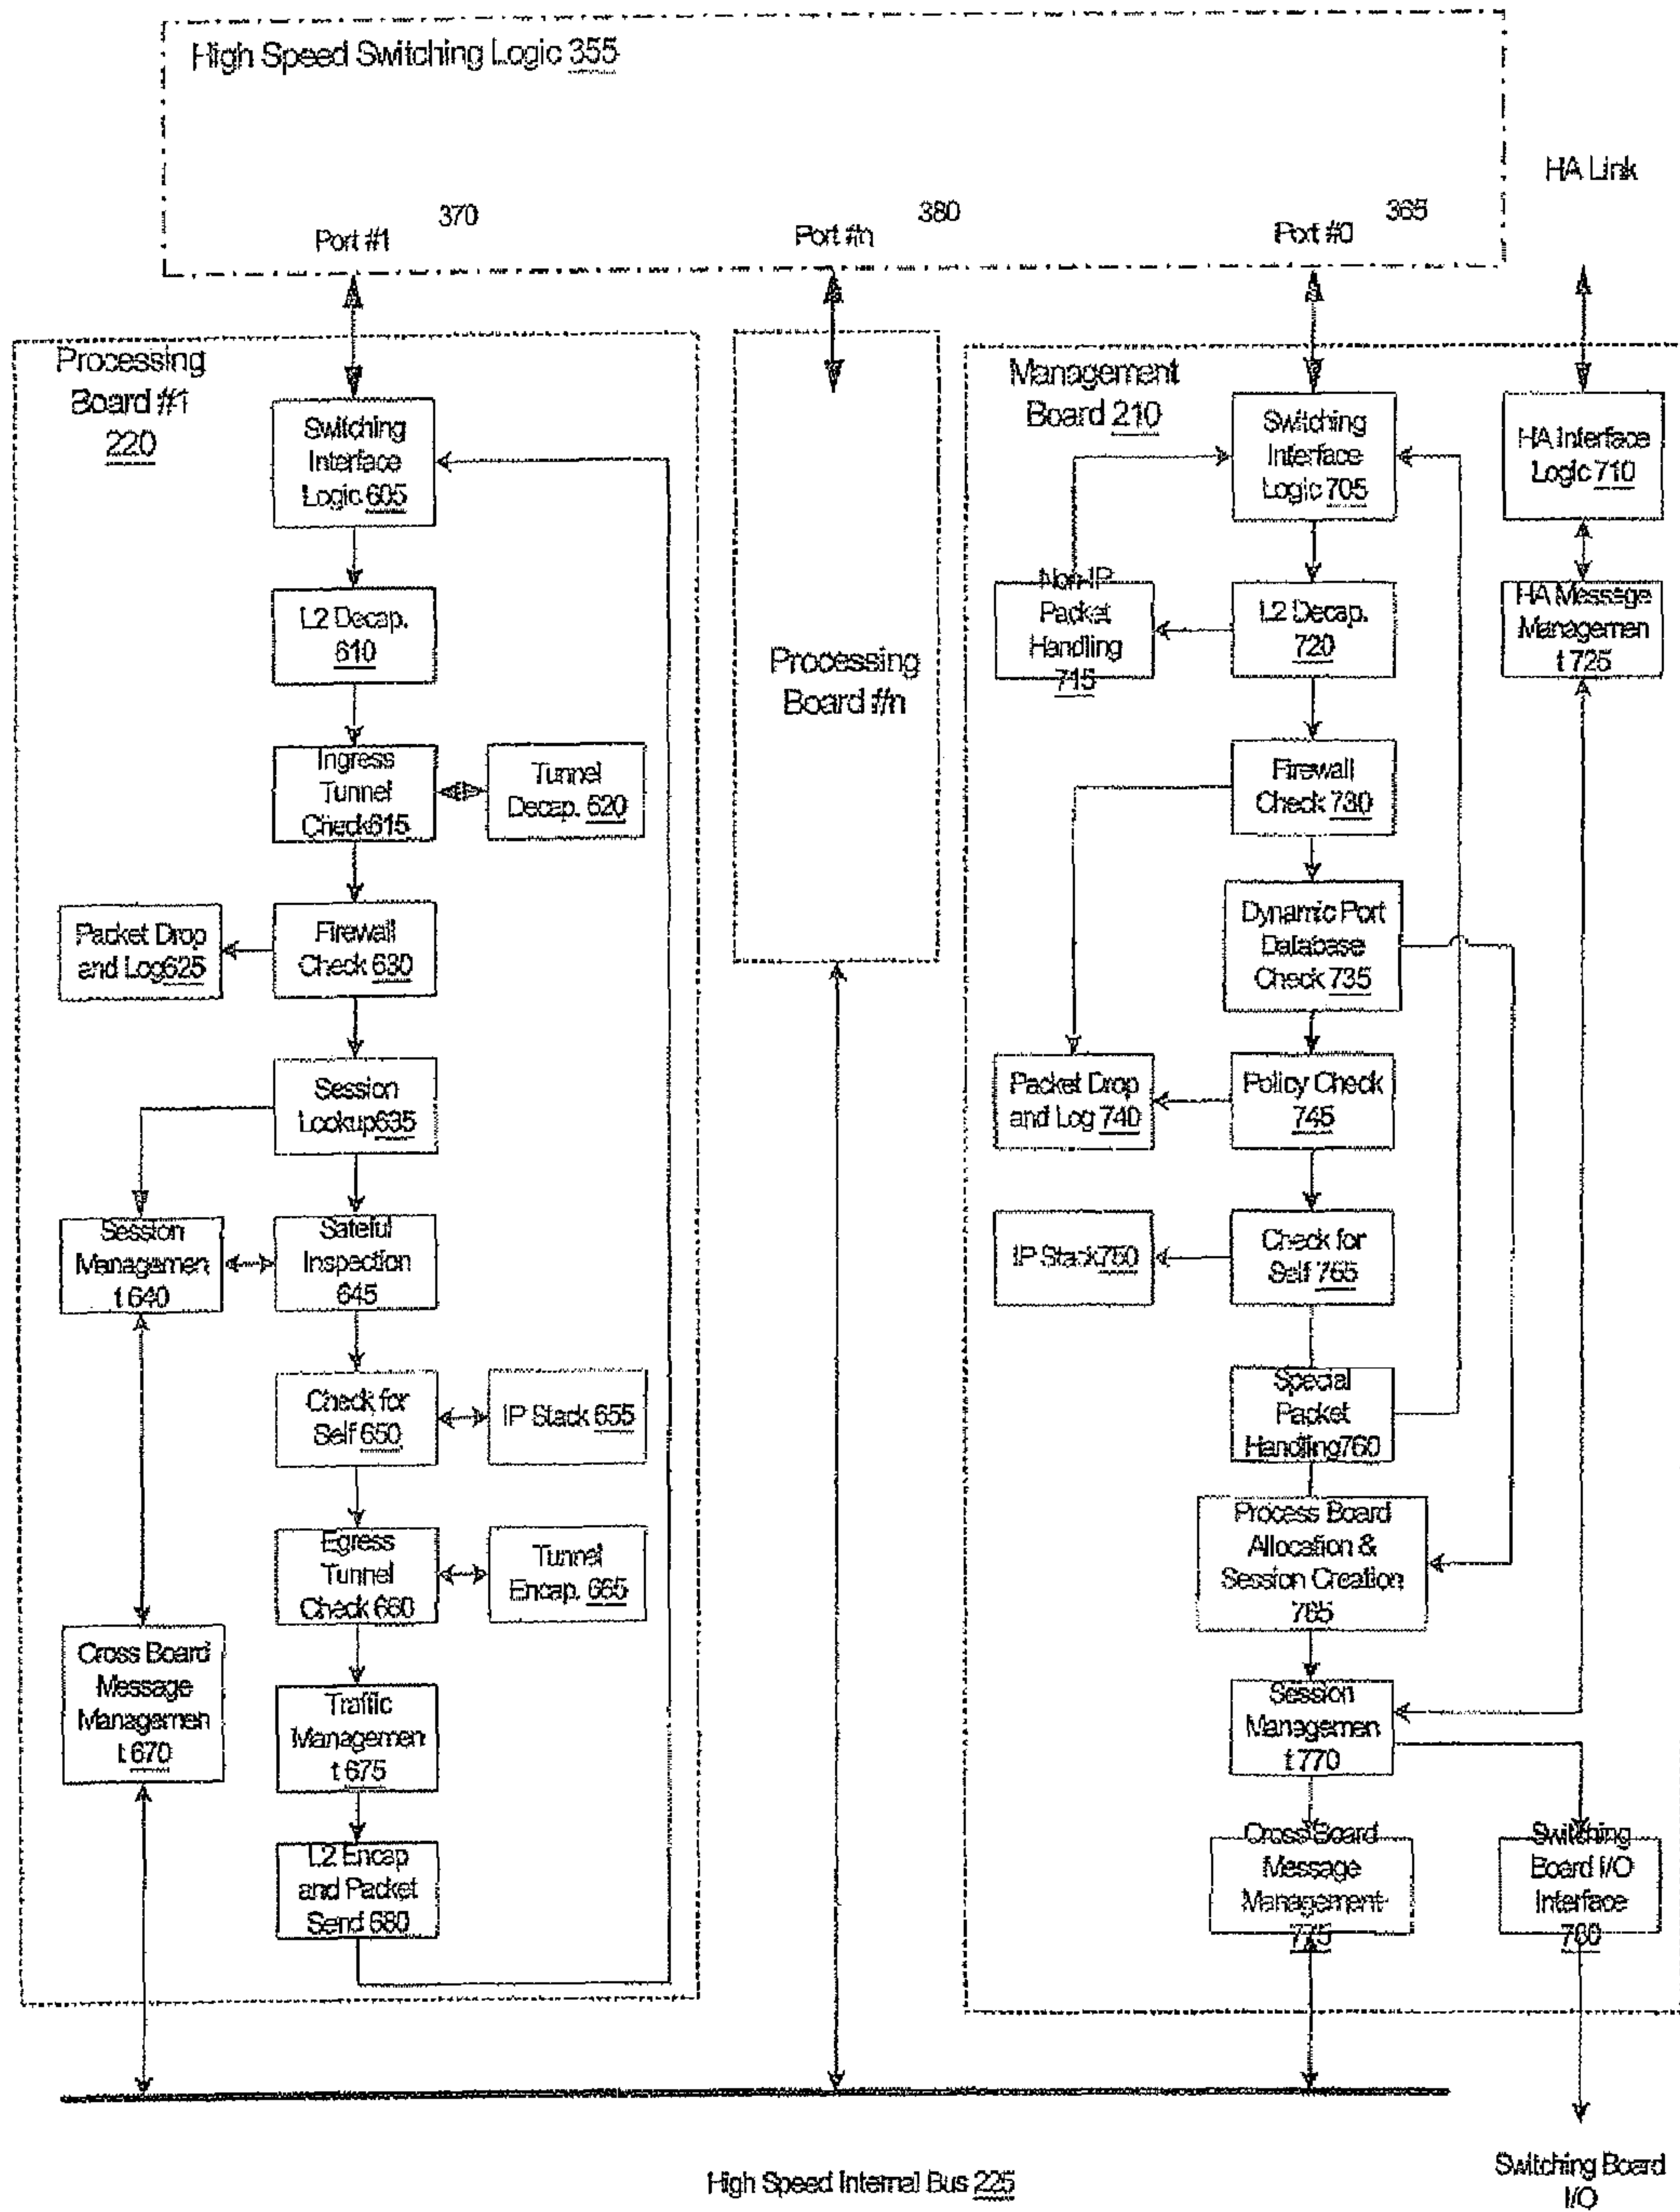 High Speed Switching Logic 355
HA Link
370
Port #1
380
Port #n
365
Port #0
Processing
Board #1
220
Switching
Interface
Logic 605
L2 Decap.
610
Ingress
Tunnel
Check615
Tunnel
Decap. 620
Packet Drop
and Log625
Firewall
Check 630
Session
Lookup635
Session
Managemen
t 640
Sateful
Inspection
645
Check for
Self 650
IP Stack 655
Egress
Tunnel
Check 660
Tunnel
Encap. 665
Cross Board
Message
Managemen
t 670
Traffic
Managemen
t 675
L2 Encap
and Packet
Send 680
Processing
Board #n
Management
Board 210
Switching
Interface
Logic 705
HA Interface
Logic 710
Non-IP
Packet
Handling
715
L2 Decap.
720
HA Message
Managemen
t 725
Firewall
Check 730
Dynamic Port
Database
Check 735
Packet Drop
and Log 740
Policy Check
745
IP Stack750
Check for
Self 765
Special
Packet
Handling760
Process Board
Allocation &
Session Creation
765
Session
Managemen
t 770
Cross Board
Message
Management
775
Switching
Board I/O
Interface
780
High Speed Internal Bus 225
Switching Board
I/O